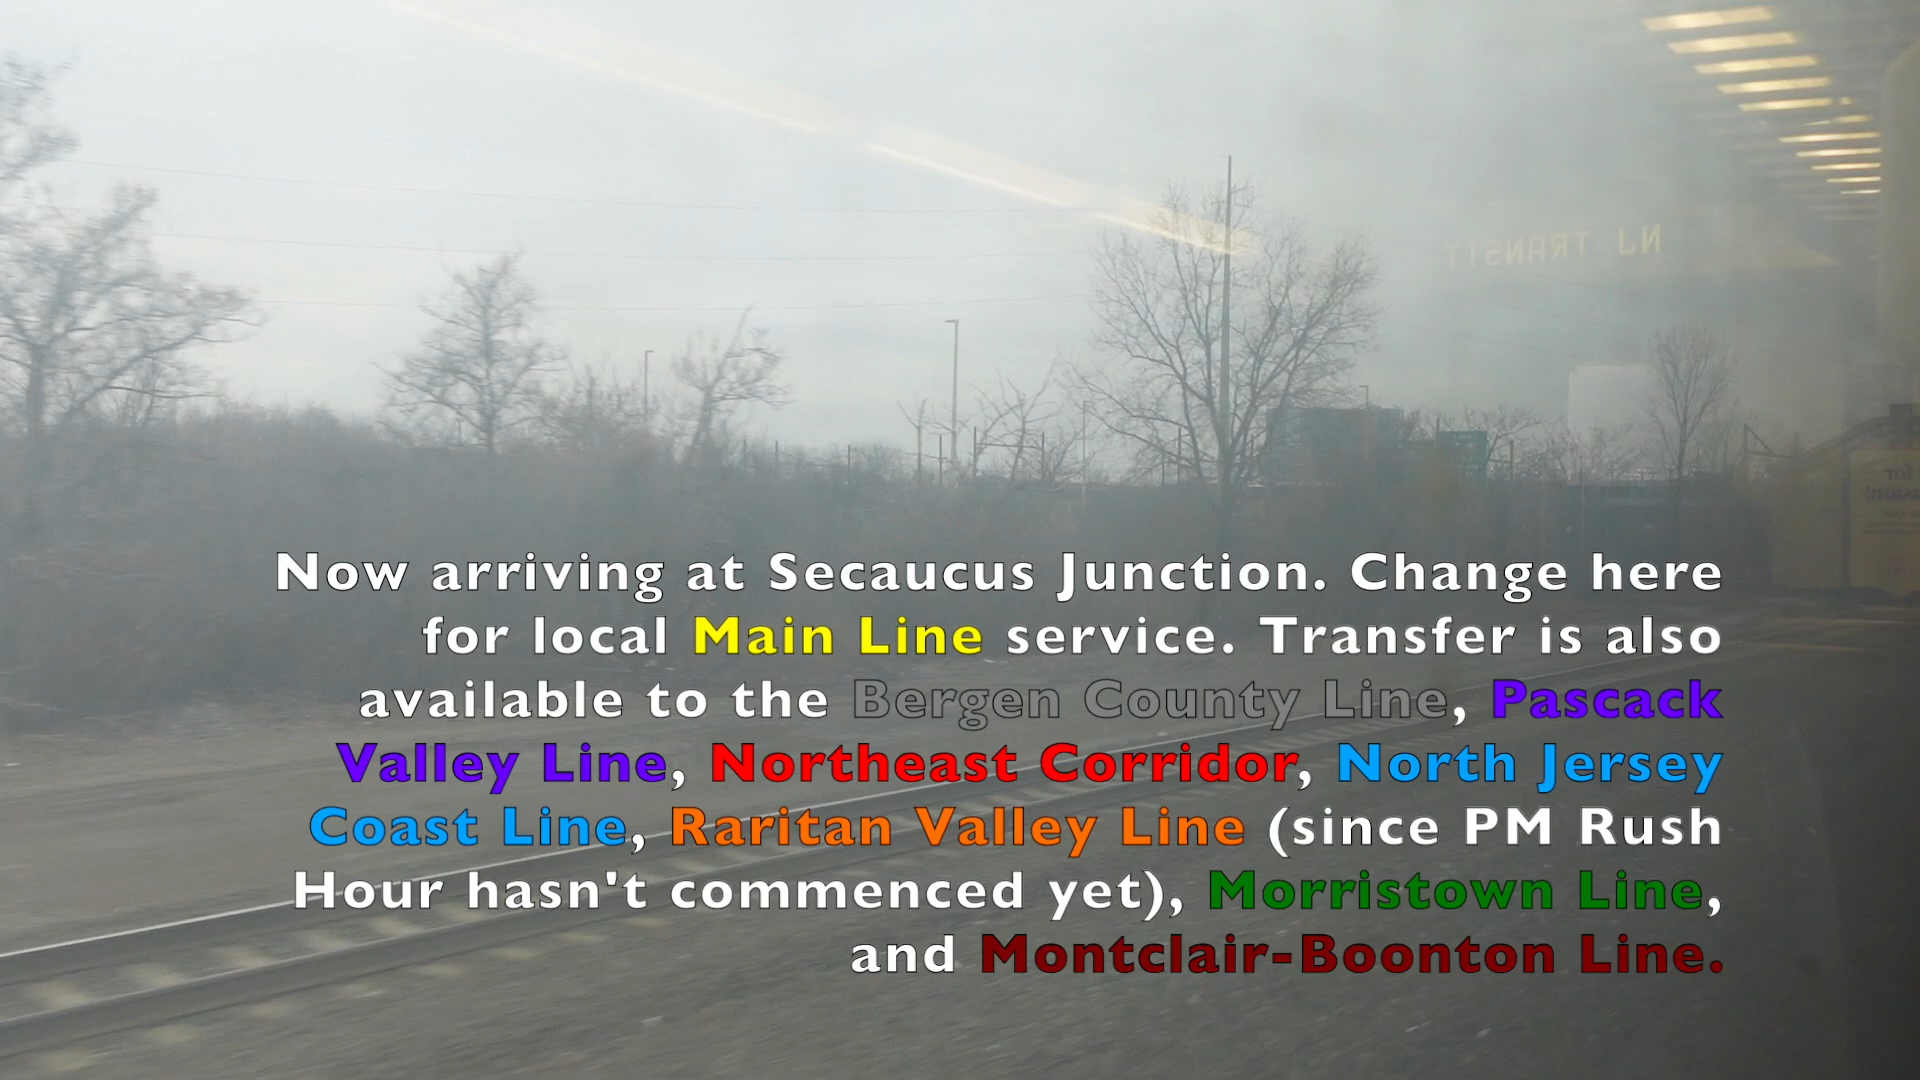 NJ TRANSIT
Now arriving at Secaucus Junction. Change here
for local Main Line service. Transfer is also
available to the Bergen County Line, Pascack
Valley Line, Northeast Corridor, North Jersey
Coast Line, Raritan Valley Line (since PM Rush
Hour hasn't commenced yet), Morristown Line,
and Montclair-Boonton Line.